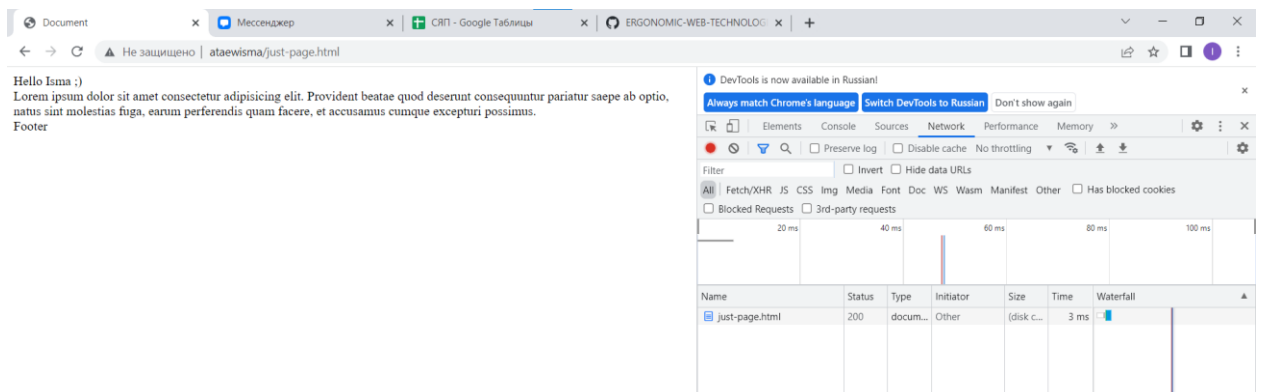 Document
Мессенджер
СЯП - Google Таблицы
ERGONOMIC-WEB-TECHNOLOG
Не защищено | ataewisma/just-page.html
I
Hello Isma ;)
Lorem ipsum dolor sit amet consectetur adipisicing elit. Provident beatae quod deserunt consequuntur pariatur saepe ab optio,
natus sint molestias fuga, earum perferendis quam facere, et accusamus cumque excepturi possimus.
Footer
DevTools is now available in Russian!
Always match Chrome's language Switch DevTools to Russian Don't show again
Elements Console Sources Network Performance Memory
Preserve log Disable cache No throttling
Filter Invert Hide data URLs
All Fetch/XHR JS CSS Img Media Font Doc WS Wasm Manifest Other Has blocked cookies
Blocked Requests 3rd-party requests
20 ms 40 ms 60 ms 80 ms 100 ms
Name Status Type Initiator Size Time Waterfall
just-page.html 200 docum... Other (disk c... 3 ms